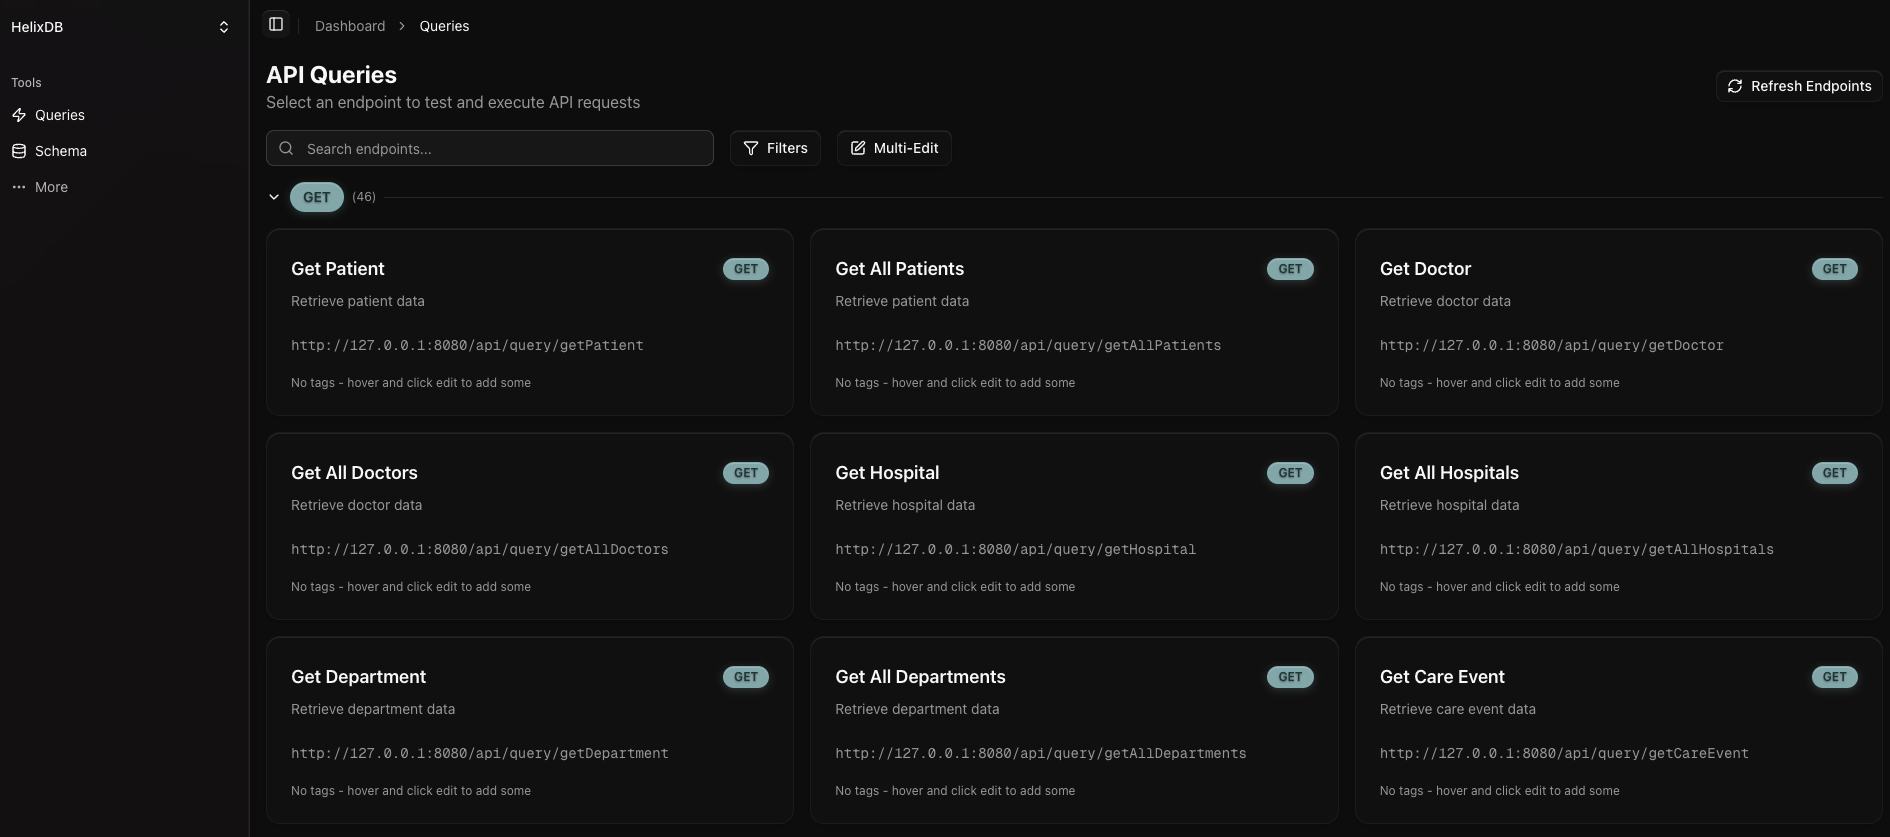 HelixDB
Tools
Queries
Schema
More
Dashboard > Queries
API Queries
Select an endpoint to test and execute API requests
Refresh Endpoints
Search endpoints...
Filters
Multi-Edit
GET (46)
Get Patient GET
Retrieve patient data
http://127.0.0.1:8080/api/query/getPatient
No tags - hover and click edit to add some
Get All Patients GET
Retrieve patient data
http://127.0.0.1:8080/api/query/getAllPatients
No tags - hover and click edit to add some
Get Doctor GET
Retrieve doctor data
http://127.0.0.1:8080/api/query/getDoctor
No tags - hover and click edit to add some
Get All Doctors GET
Retrieve doctor data
http://127.0.0.1:8080/api/query/getAllDoctors
No tags - hover and click edit to add some
Get Hospital GET
Retrieve hospital data
http://127.0.0.1:8080/api/query/getHospital
No tags - hover and click edit to add some
Get All Hospitals GET
Retrieve hospital data
http://127.0.0.1:8080/api/query/getAllHospitals
No tags - hover and click edit to add some
Get Department GET
Retrieve department data
http://127.0.0.1:8080/api/query/getDepartment
No tags - hover and click edit to add some
Get All Departments GET
Retrieve department data
http://127.0.0.1:8080/api/query/getAllDepartments
No tags - hover and click edit to add some
Get Care Event GET
Retrieve care event data
http://127.0.0.1:8080/api/query/getCareEvent
No tags - hover and click edit to add some